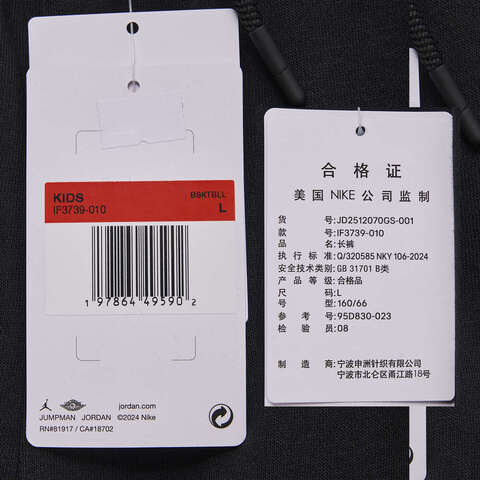 KIDS
BSKTBLL
IF3739-010
L
1 97864 49590 2
JUMPMAN JORDAN
jordan.com
©2024 Nike
RN#81917 / CA#18702
合格证
美国 NIKE 公司监制
货号:JD2512070GS-001
款号:IF3739-010
品名:长裤
执行标准:Q/320585 NKY 106-2024
安全技术类别:GB 31701 B类
产品等级:合格品
尺码:L
号型:160/66
参考号:95D830-023
检验员:08
制造商:宁波申洲针织有限公司
宁波市北仑区甬江路18号